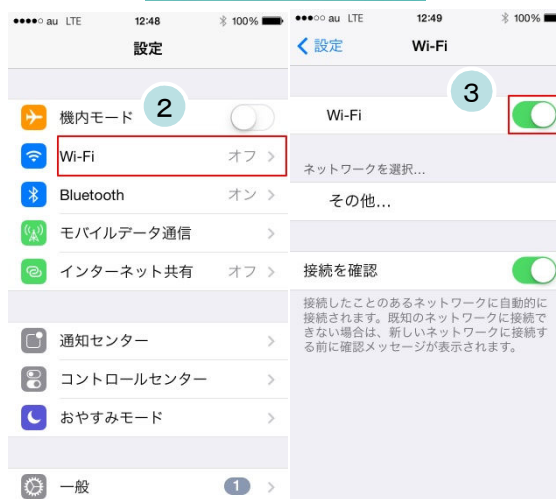 ●●●●○ au LTE 12:48 100%
設定
2
機内モード
Wi-Fi オフ
Bluetooth オン
モバイルデータ通信
インターネット共有 オフ
通知センター
コントロールセンター
おやすみモード
一般 1
●●●○○ au LTE 12:49 100%
設定 Wi-Fi
3
Wi-Fi
ネットワークを選択...
その他...
接続を確認
接続したことのあるネットワークに自動的に
接続されます。既知のネットワークに接続で
きない場合は、新しいネットワークに接続す
る前に確認メッセージが表示されます。